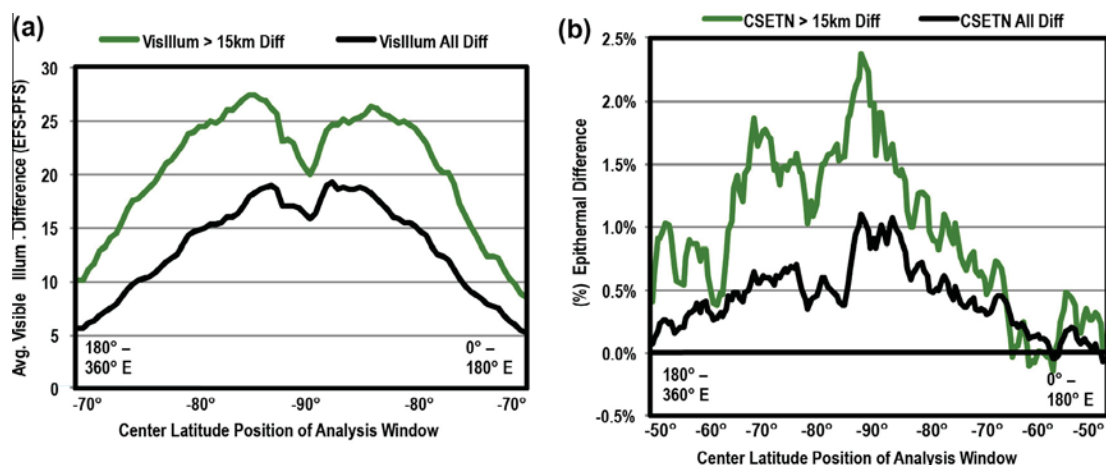 (a)
VisIllum > 15km Diff
VisIllum All Diff
Avg. Visible Illum . Difference (EFS-PFS)
30
25
20
15
10
5
0
180° –
360° E
0° –
180° E
-70°
-80°
-90°
-80°
-70°
Center Latitude Position of Analysis Window
(b)
CSETN > 15km Diff
CSETN All Diff
(%) Epithermal Difference
2.5%
2.0%
1.5%
1.0%
0.5%
0.0%
-0.5%
180° –
360° E
0° –
180° E
-50°
-60°
-70°
-80°
-90°
-80°
-70°
-60°
-50°
Center Latitude Position of Analysis Window